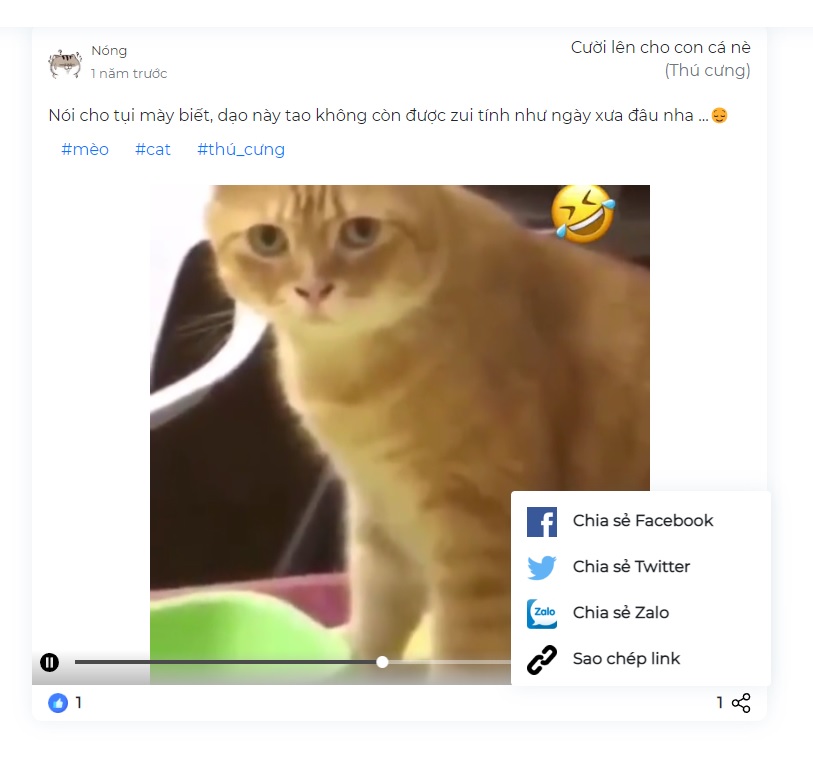 Nóng
1 năm trước
Cười lên cho con cá nè
(Thú cưng)
Nói cho tụi mày biết, dạo này tao không còn được zui tính như ngày xưa đâu nha ...😌
#mèo #cat #thú_cưng
Chia sẻ Facebook
Chia sẻ Twitter
Zalo
Chia sẻ Zalo
Sao chép link
1
1